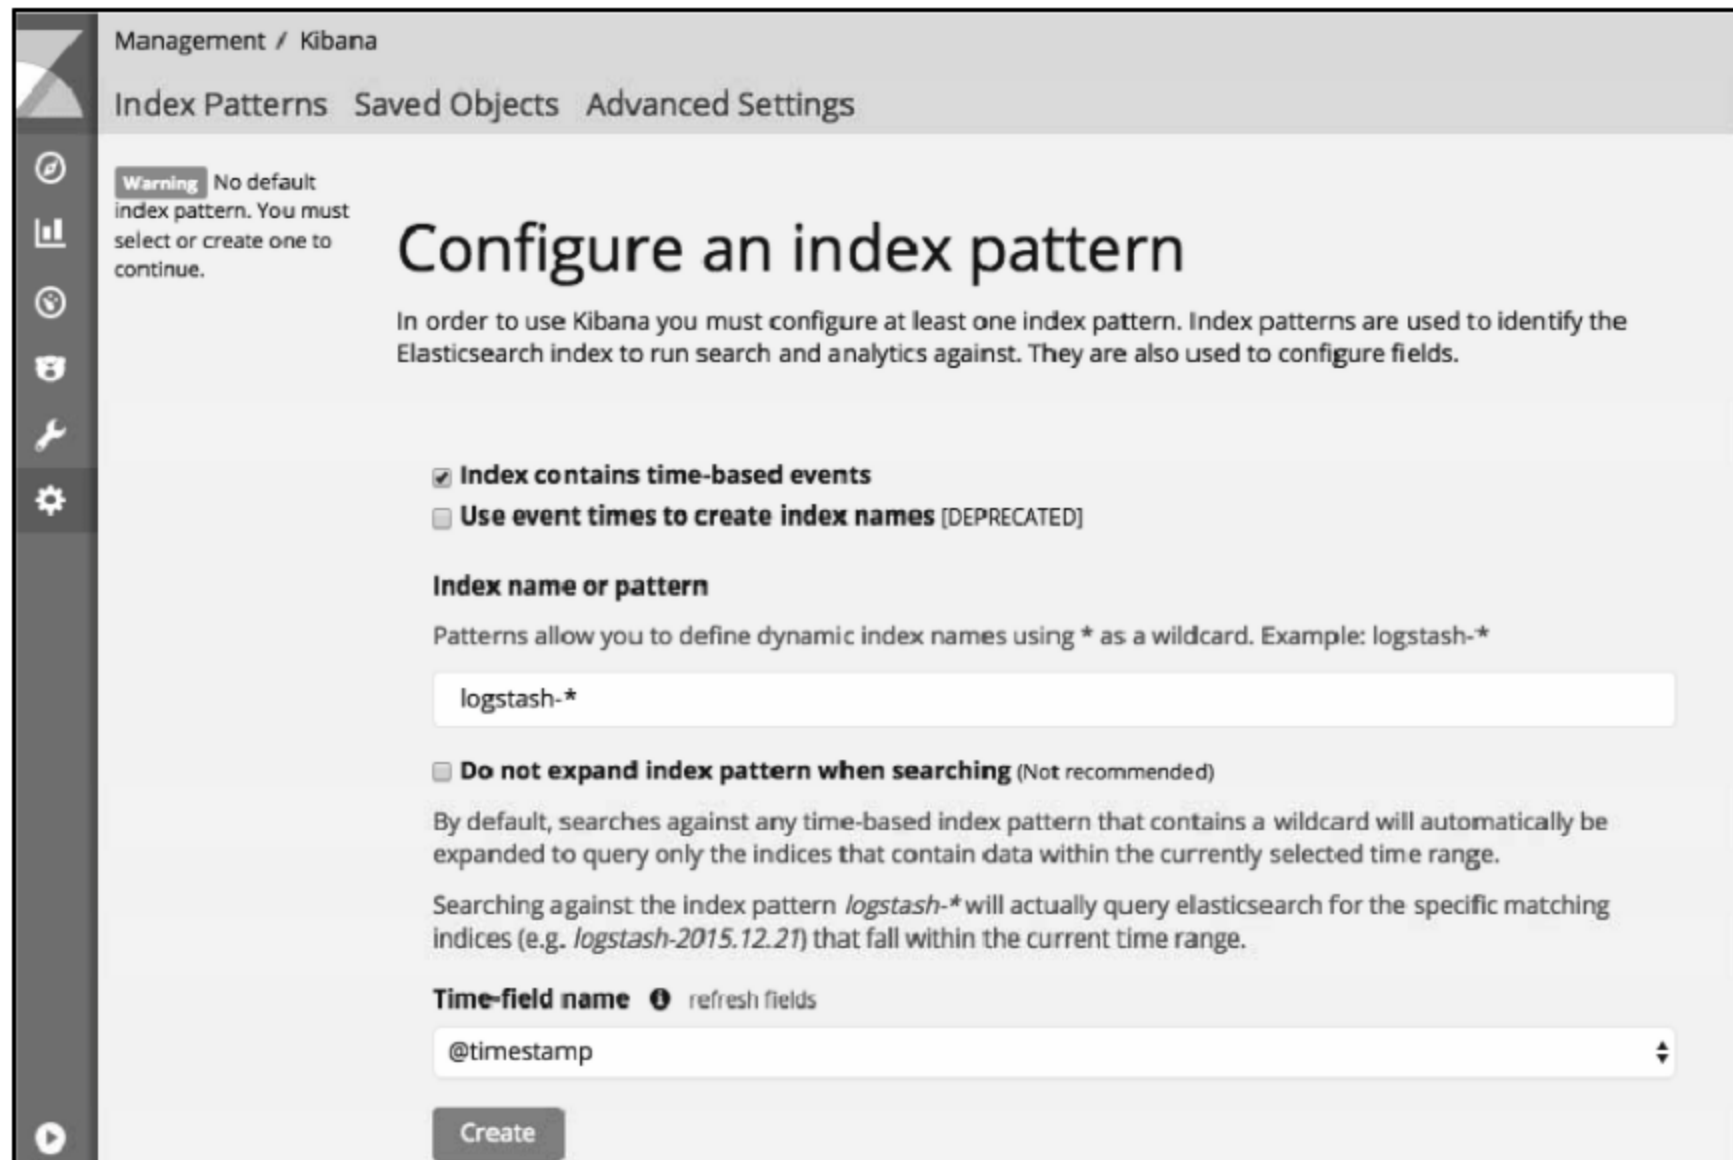 Management / Kibana
Index Patterns Saved Objects Advanced Settings
Warning No default
index pattern. You must
select or create one to
continue.
Configure an index pattern
In order to use Kibana you must configure at least one index pattern. Index patterns are used to identify the
Elasticsearch index to run search and analytics against. They are also used to configure fields.
Index contains time-based events
Use event times to create index names [DEPRECATED]
Index name or pattern
Patterns allow you to define dynamic index names using * as a wildcard. Example: logstash-*
logstash-*
Do not expand index pattern when searching (Not recommended)
By default, searches against any time-based index pattern that contains a wildcard will automatically be
expanded to query only the indices that contain data within the currently selected time range.
Searching against the index pattern logstash-* will actually query elasticsearch for the specific matching
indices (e.g. logstash-2015.12.21) that fall within the current time range.
Time-field name refresh fields
@timestamp
Create